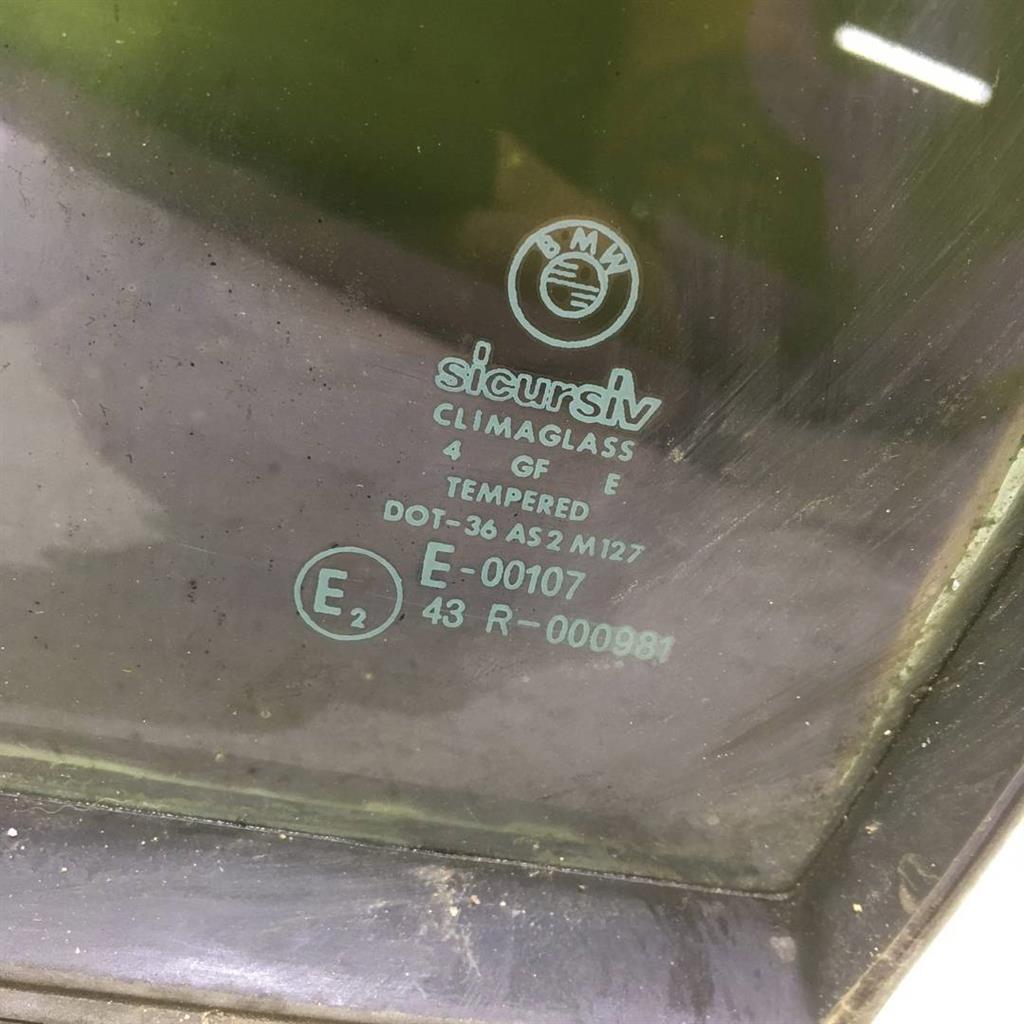 BMW
sicursiv
CLIMAGLASS
4 GF E
TEMPERED
DOT-36 AS2 M127
E2 E-00107
43 R-000981